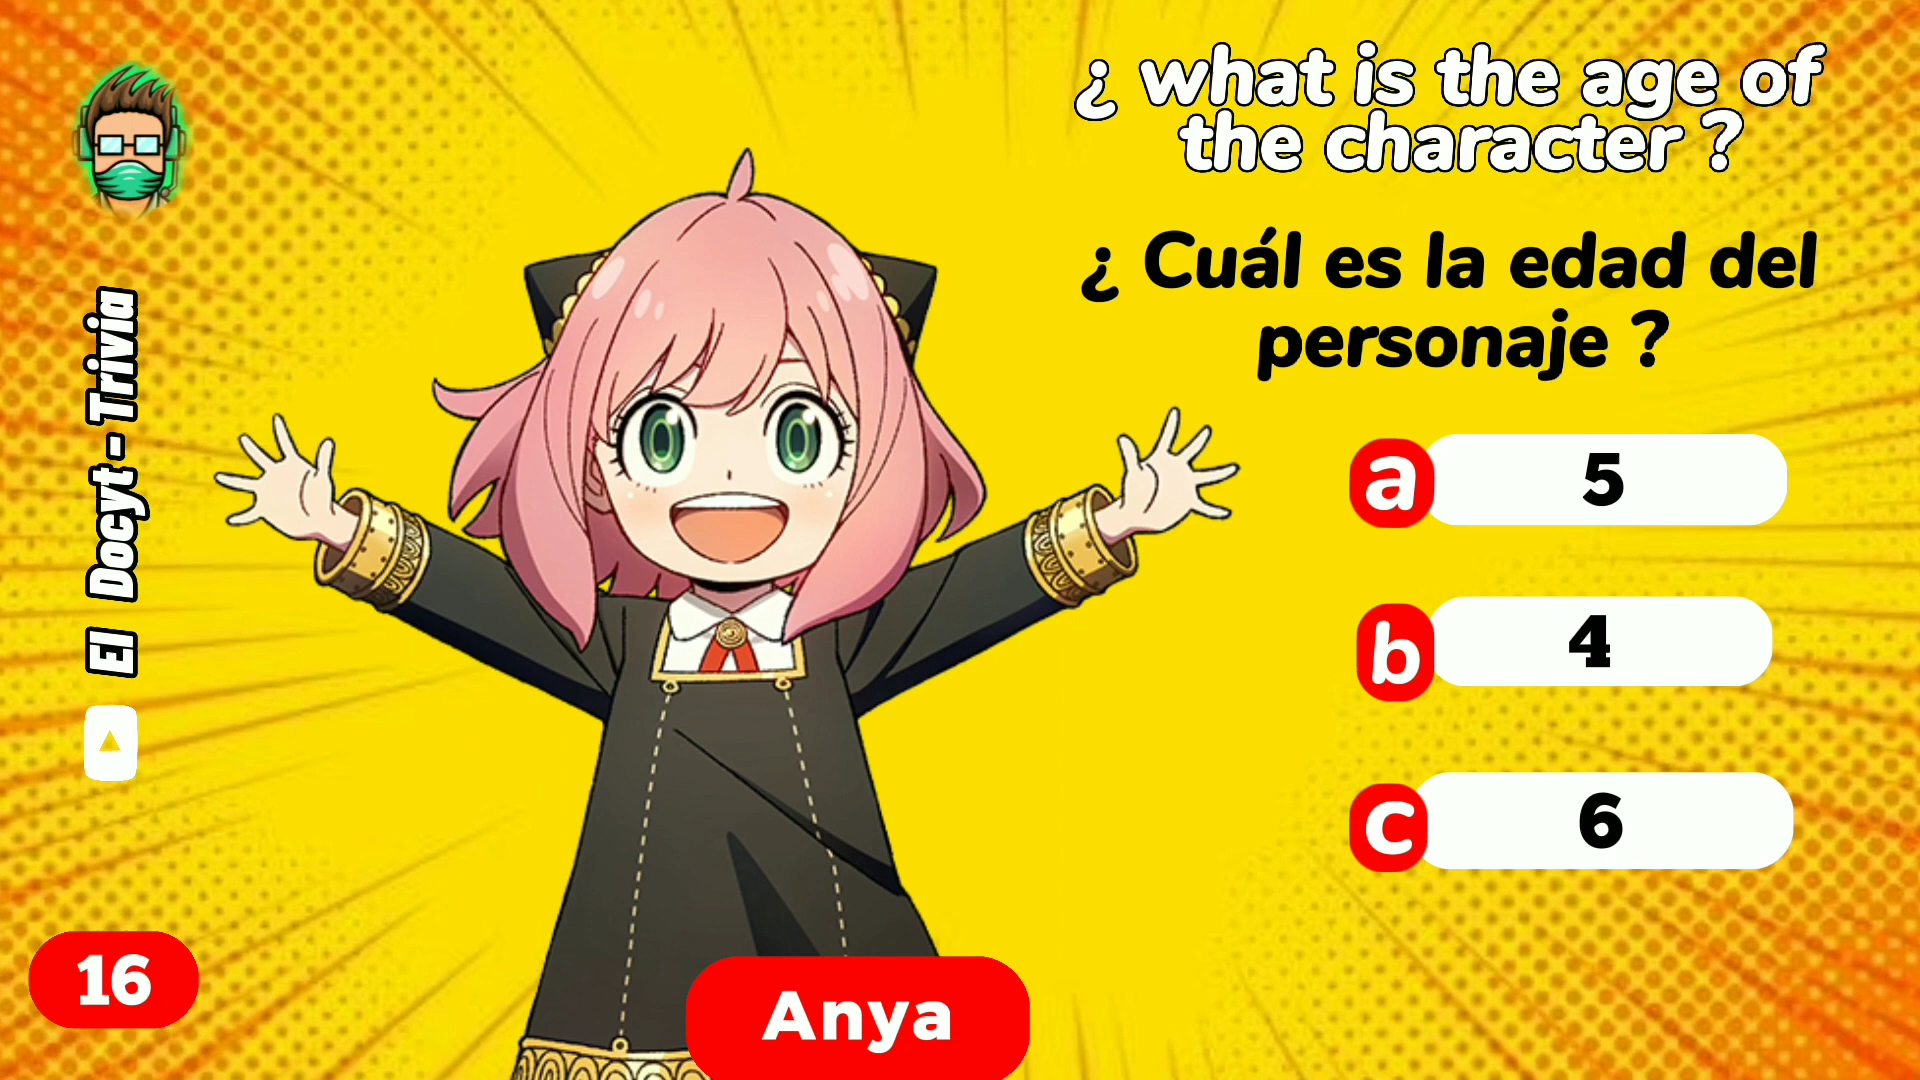 ¿ what is the age of
the character ?
¿ Cuál es la edad del
personaje ?
a 5
b 4
c 6
El Docyt - Trivia
16
Anya